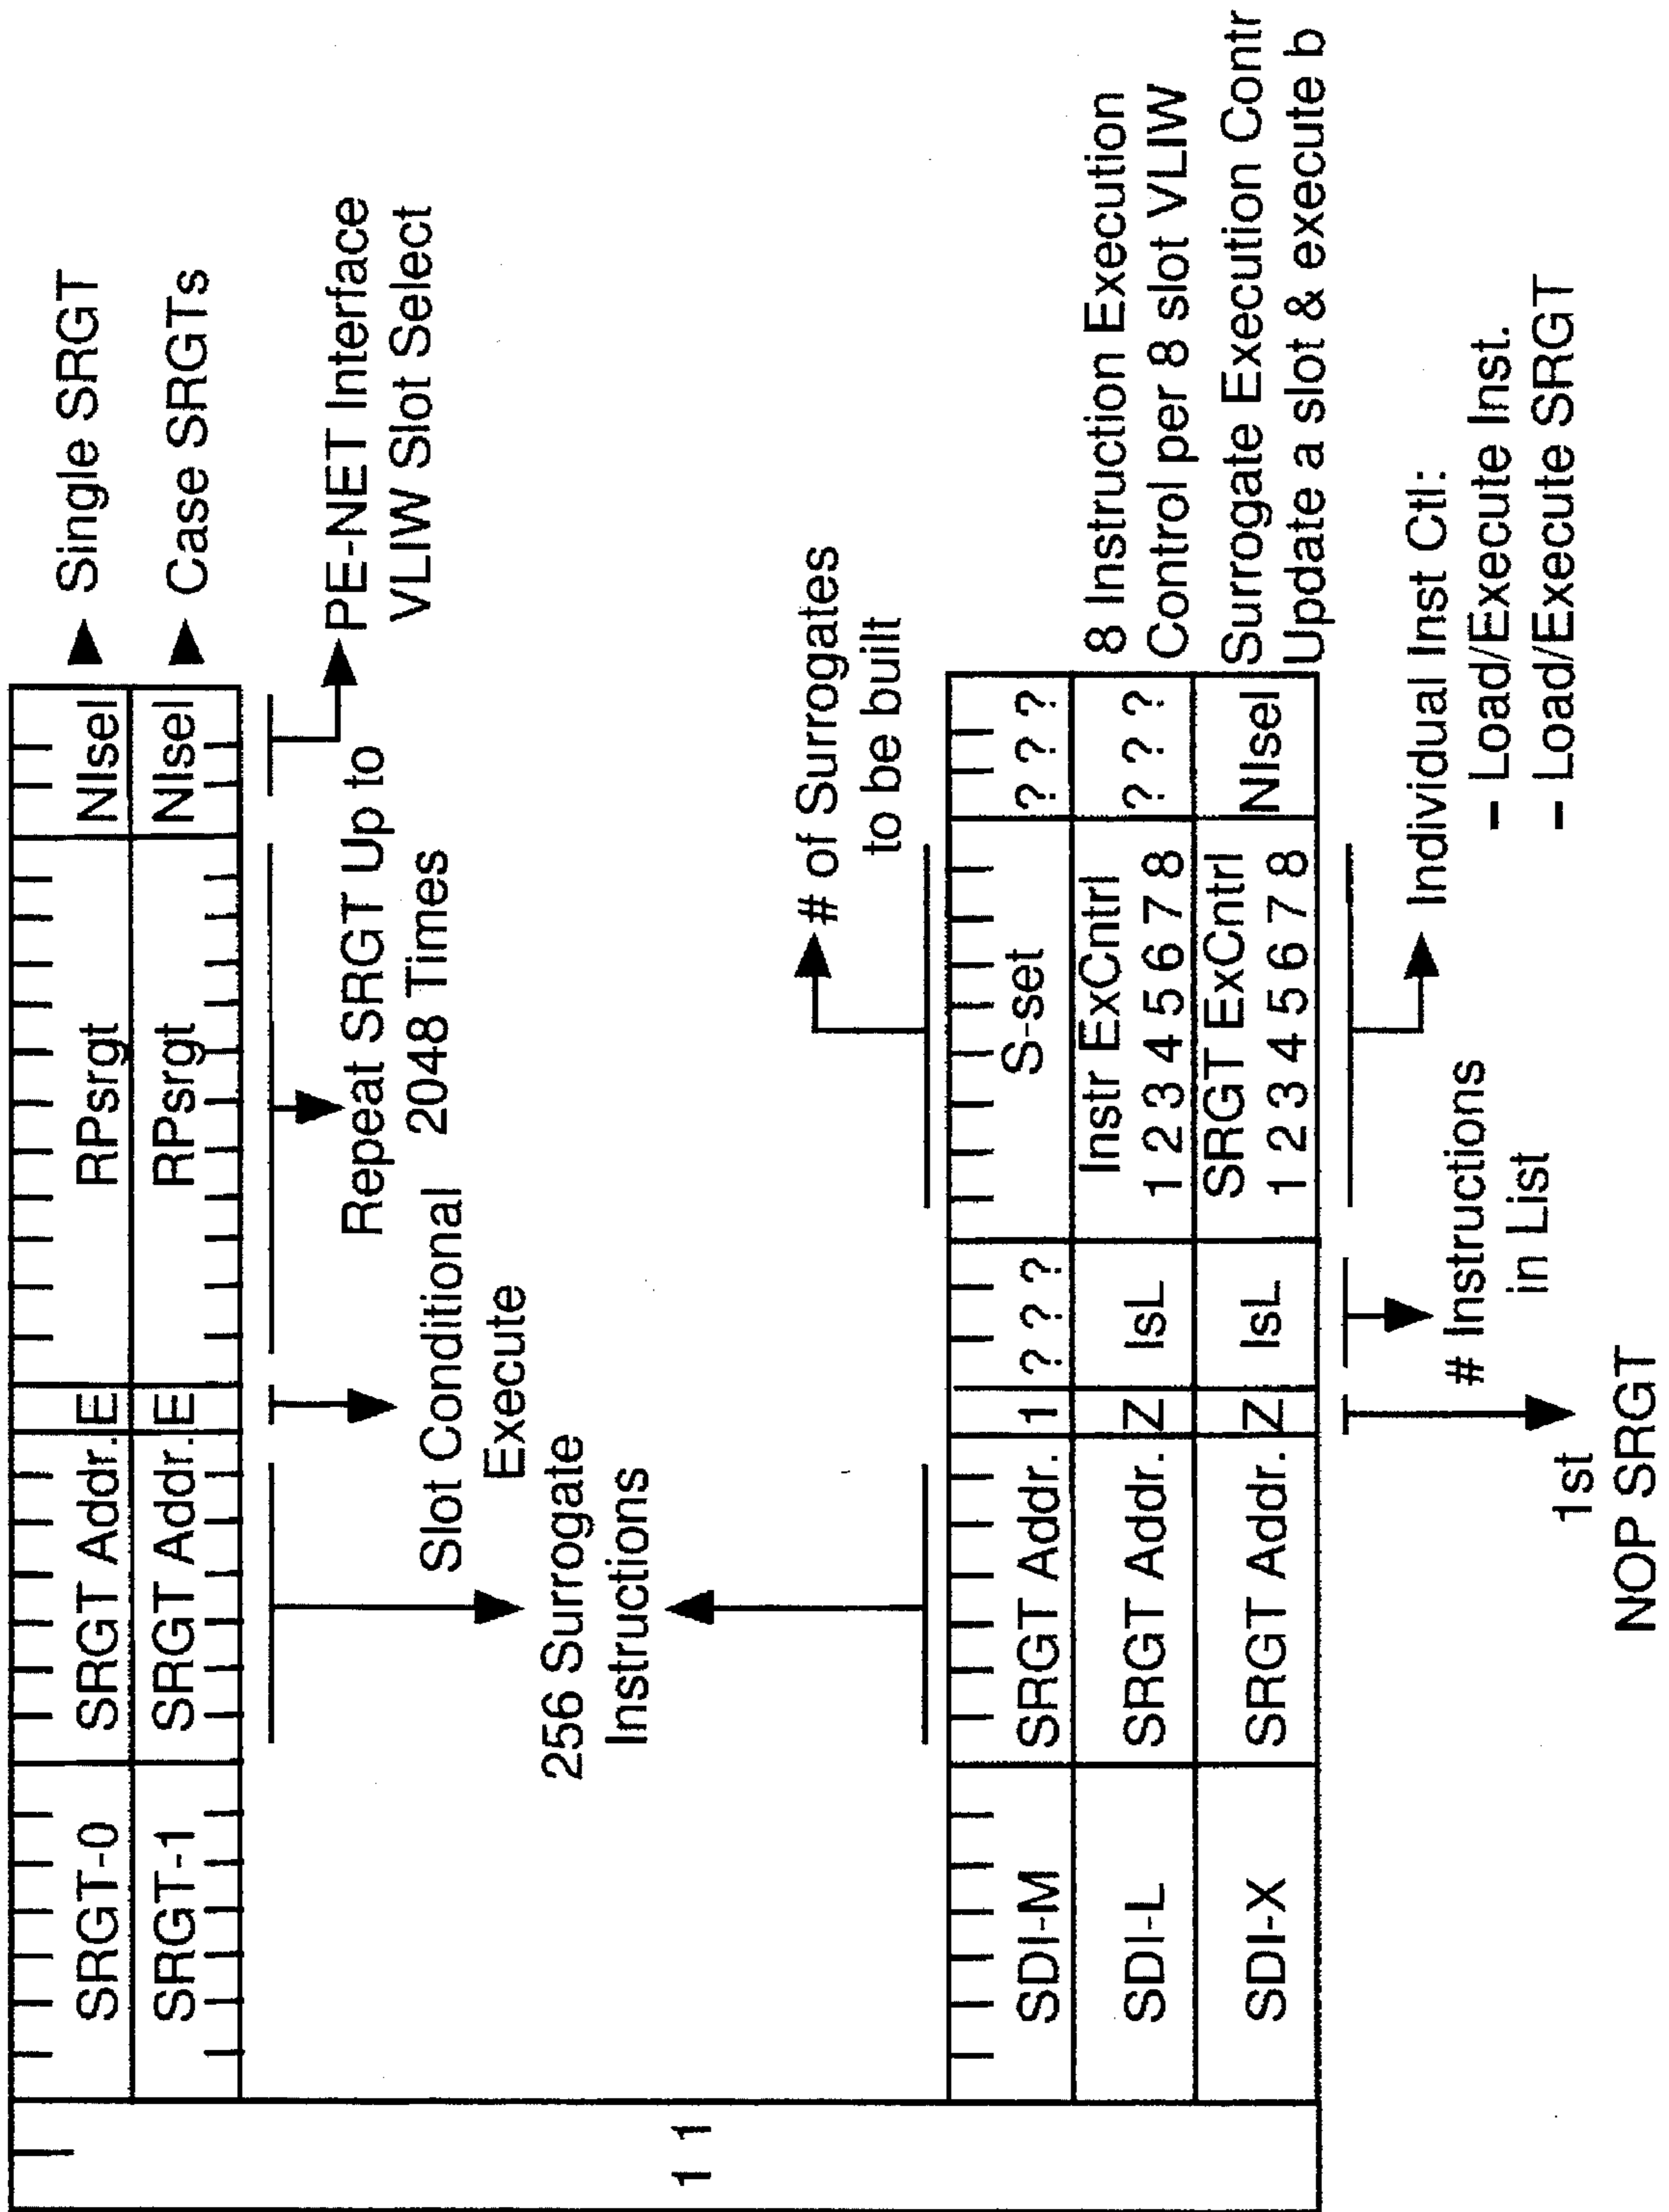 SRGT-0 SRGT Addr. E RPsrgt NIsel ► Single SRGT
SRGT-1 SRGT Addr. E RPsrgt NIsel ► Case SRGTs
PE-NET Interface
VLIW Slot Select
Repeat SRGT Up to
2048 Times
Slot Conditional
Execute
256 Surrogate
Instructions
1 1
# of Surrogates
to be built
SDI-M SRGT Addr. 1 ? ? ? S-set ? ? ?
SDI-L SRGT Addr. Z IsL Instr ExCntrl ? ? ?
1 2 3 4 5 6 7 8
8 Instruction Execution
Control per 8 slot VLIW
SDI-X SRGT Addr. Z IsL SRGT ExCntrl NIsel
1 2 3 4 5 6 7 8
Surrogate Execution Contr
Update a slot & execute b
Individual Inst Ctl:
– Load/Execute Inst.
– Load/Execute SRGT
# Instructions
in List
1st
NOP SRGT